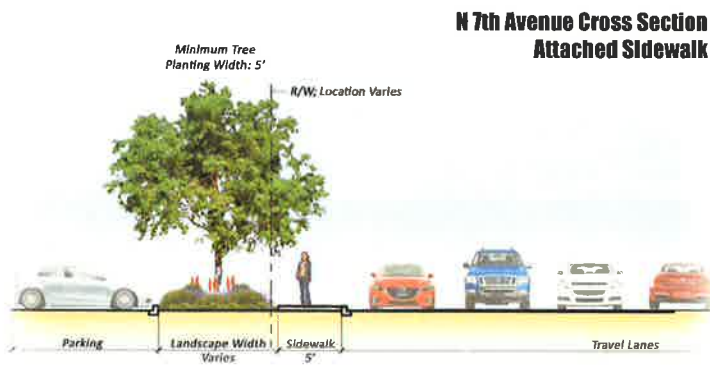 N 7th Avenue Cross Section
Attached Sidewalk
Minimum Tree
Planting Width: 5'
R/W; Location Varies
Parking
Landscape Width
Varies
Sidewalk
5'
Travel Lanes